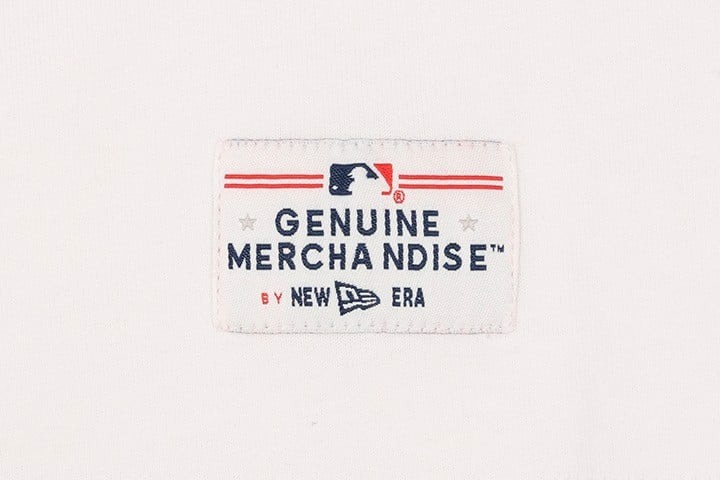 ®
GENUINE
MERCHANDISE™
BY NEW ERA